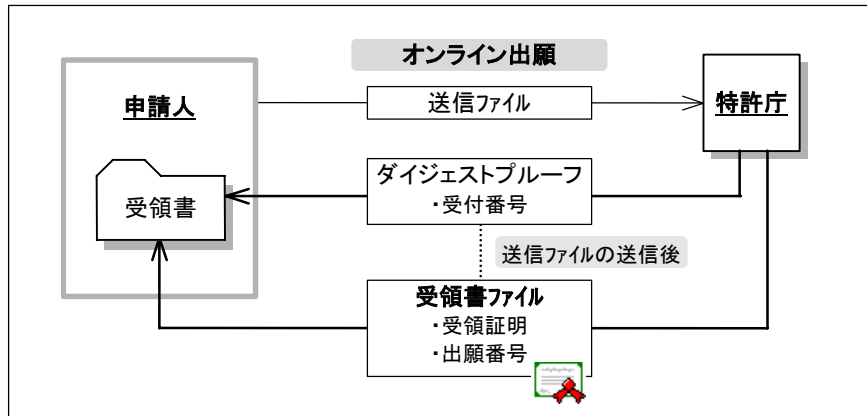 オンライン出願
申請人
送信ファイル
特許庁
受領書
ダイジェストプルーフ
・受付番号
送信ファイルの送信後
受領書ファイル
・受領証明
・出願番号